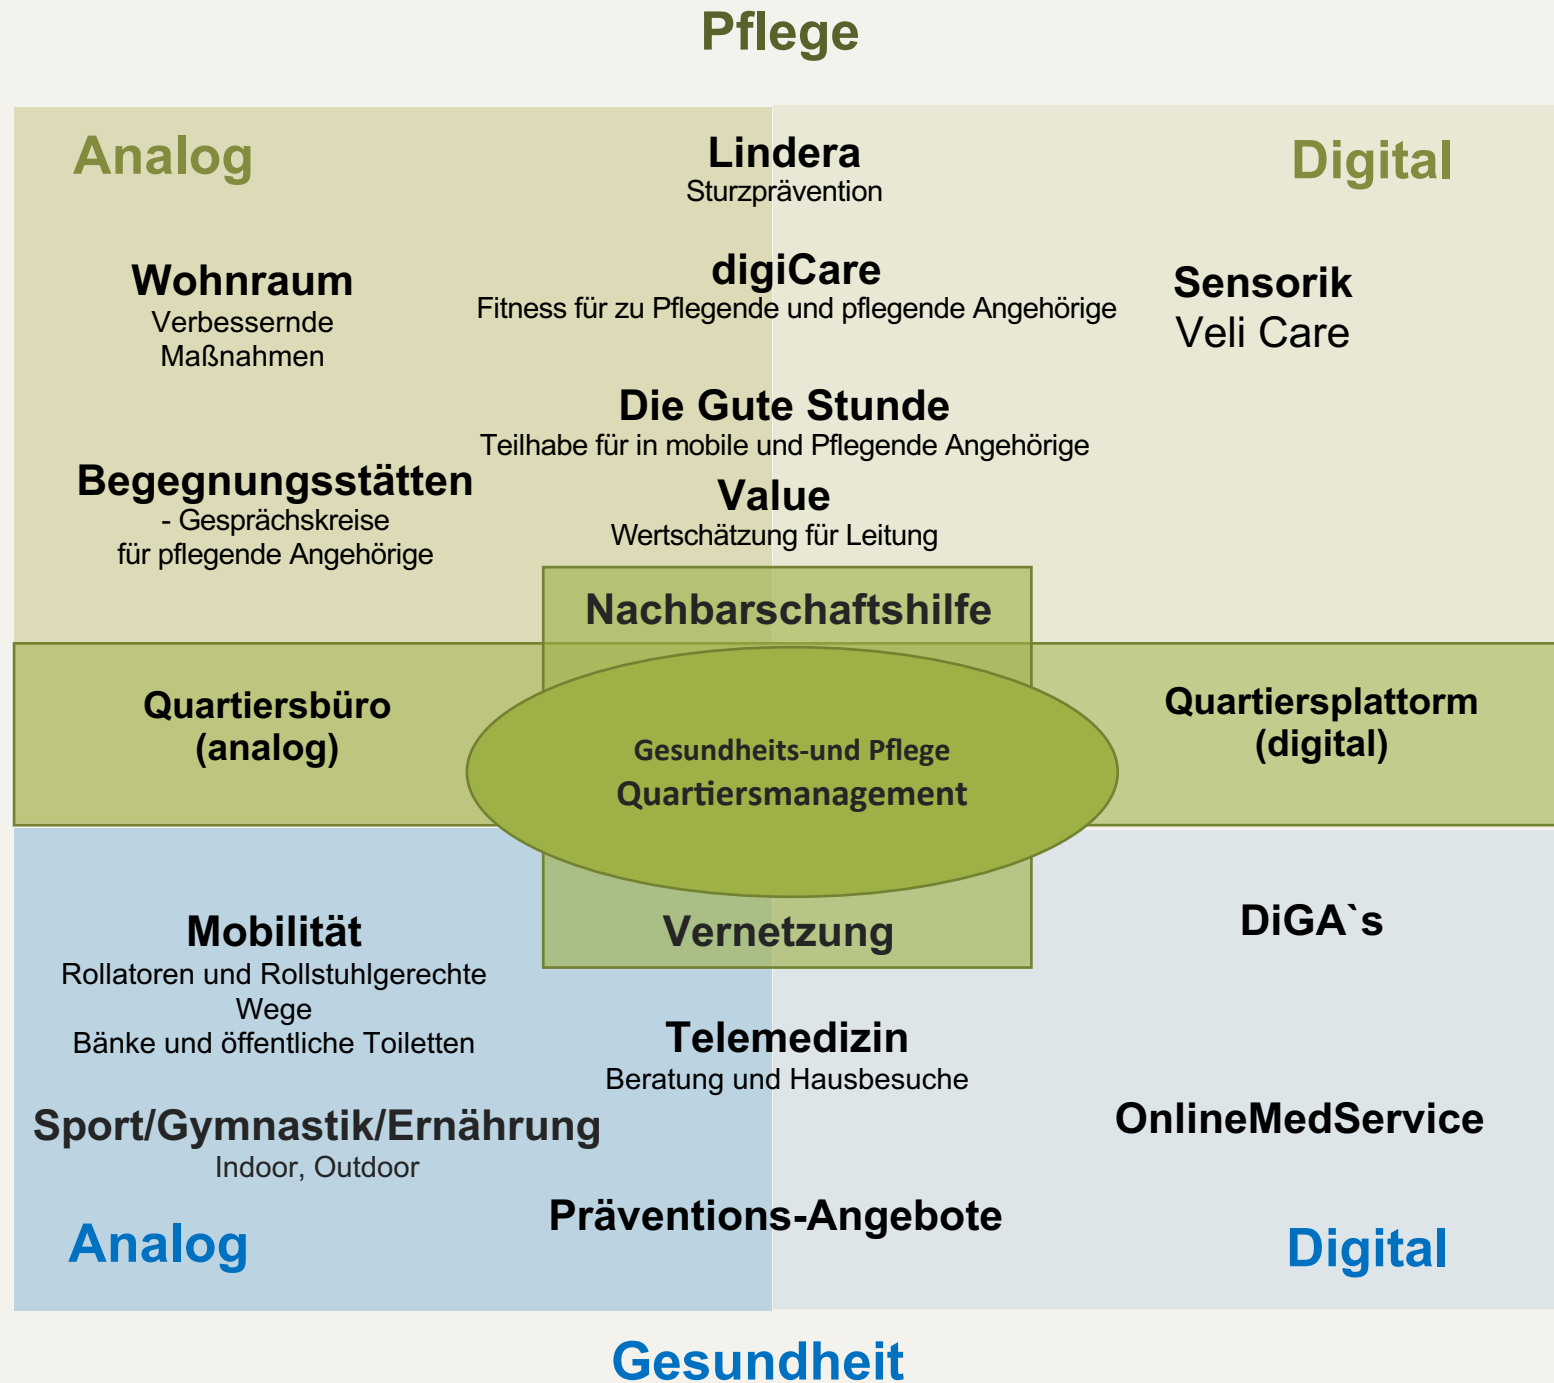 Pflege
Analog
Digital
Lindera
Sturzprävention
Wohnraum
Verbessernde
Maßnahmen
digiCare
Fitness für zu Pflegende und pflegende Angehörige
Sensorik
Veli Care
Die Gute Stunde
Teilhabe für in mobile und Pflegende Angehörige
Begegnungsstätten
- Gesprächskreise
für pflegende Angehörige
Value
Wertschätzung für Leitung
Nachbarschaftshilfe
Quartiersbüro
(analog)
Gesundheits-und Pflege
Quartiersmanagement
Quartiersplattorm
(digital)
Vernetzung
Mobilität
Rollatoren und Rollstuhlgerechte
Wege
Bänke und öffentliche Toiletten
DiGA`s
Telemedizin
Beratung und Hausbesuche
Sport/Gymnastik/Ernährung
Indoor, Outdoor
OnlineMedService
Präventions-Angebote
Analog
Digital
Gesundheit